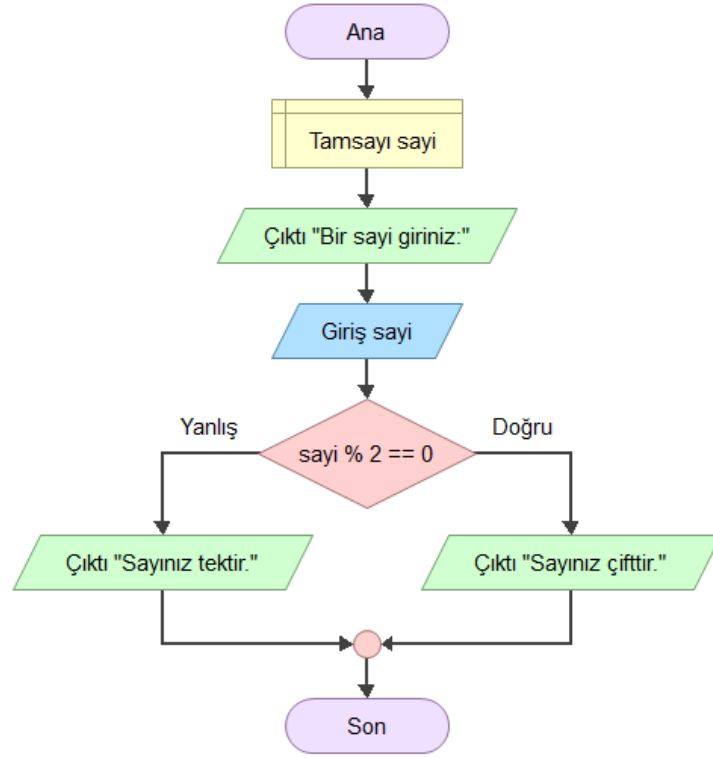 Ana
Tamsayı sayi
Çıktı "Bir sayi giriniz:"
Giriş sayi
Yanlış
Doğru
sayi % 2 == 0
Çıktı "Sayınız tektir."
Çıktı "Sayınız çifttir."
Son